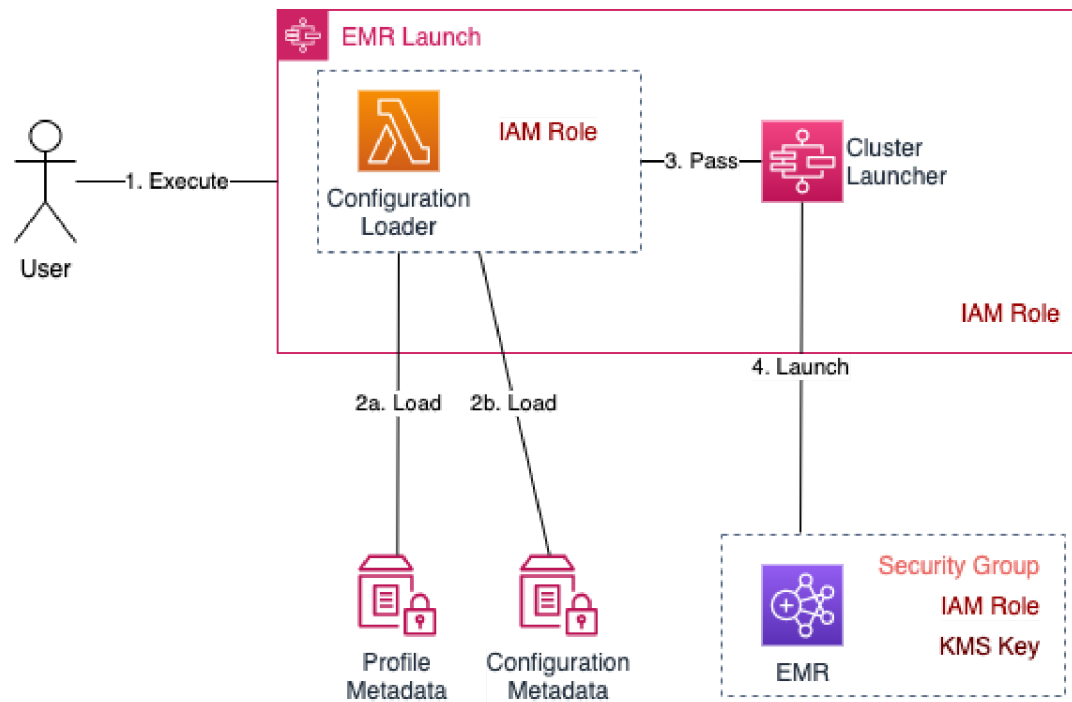 EMR Launch
IAM Role
Configuration
Loader
1. Execute
User
3. Pass
Cluster
Launcher
IAM Role
2a. Load
2b. Load
4. Launch
Profile
Metadata
Configuration
Metadata
Security Group
IAM Role
KMS Key
EMR